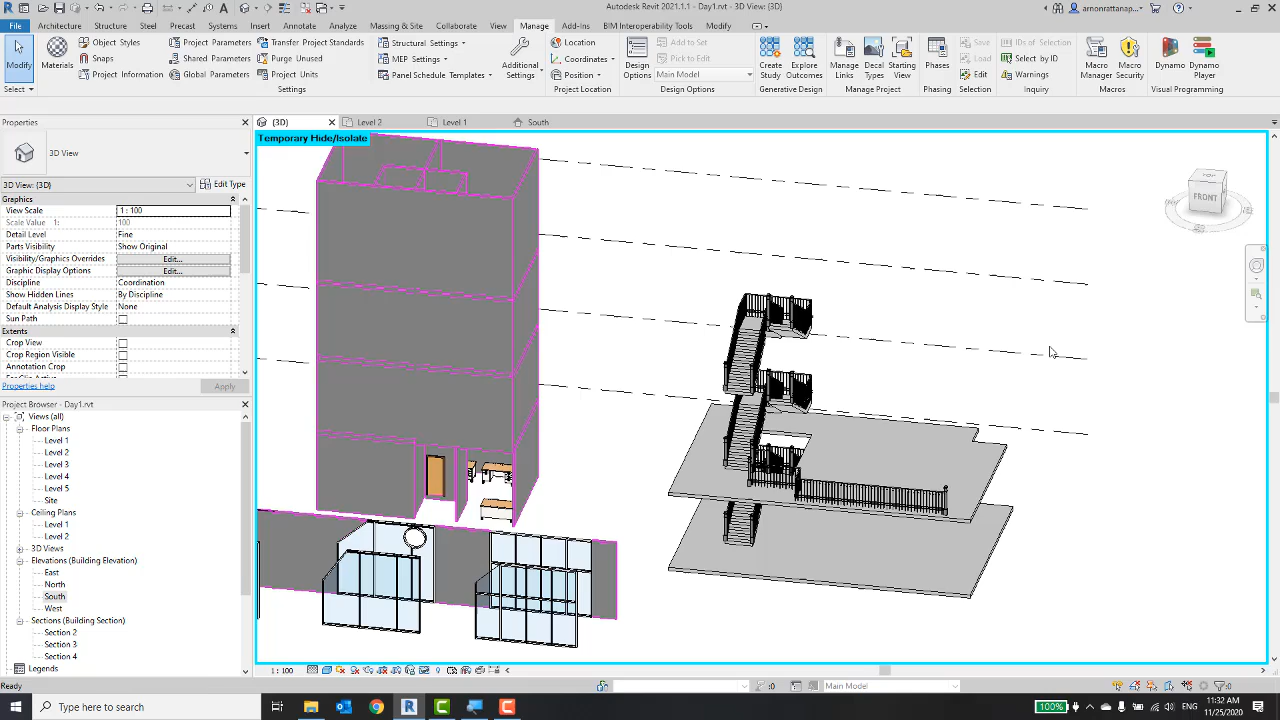 Autodesk Revit 2021.1.1 - Day1.rvt - 3D View: {3D}
arnonrattanap...
File Architecture Structure Steel Precast Systems Insert Annotate Analyze Massing & Site Collaborate View Manage Add-Ins BIM Interoperability Tools Modify
Modify
Select
Materials
Object Styles
Snaps
Project Information
Project Parameters
Shared Parameters
Global Parameters
Transfer Project Standards
Purge Unused
Project Units
Settings
Structural Settings
MEP Settings
Panel Schedule Templates
Additional Settings
Location
Coordinates
Position
Project Location
Design Options
Add to Set
Pick to Edit
Main Model
Design Options
Create Study
Explore Outcomes
Generative Design
Manage Links
Decal Types
Starting View
Manage Project
Phases
Phasing
Save
Load
Edit
Selection
IDs of Selection
Select by ID
Warnings
Inquiry
Macro Manager
Macro Security
Macros
Dynamo
Dynamo Player
Visual Programming
Properties
{3D}
Level 2
Level 1
South
Temporary Hide/Isolate
3D View
3D View: {3D}
Edit Type
Graphics
View Scale 1 : 100
Scale Value 1: 100
Detail Level Fine
Parts Visibility Show Original
Visibility/Graphics Overrides Edit...
Graphic Display Options Edit...
Discipline Coordination
Show Hidden Lines By Discipline
Default Analysis Display Style None
Sun Path
Extents
Crop View
Crop Region Visible
Annotation Crop
Properties help
Apply
Project Browser - Day1.rvt
Views (all)
Floor Plans
Level 1
Level 2
Level 3
Level 4
Level 5
Site
Ceiling Plans
Level 1
Level 2
3D Views
Elevations (Building Elevation)
East
North
South
West
Sections (Building Section)
Section 2
Section 3
Section 4
Legends
TOP
FRONT
1 : 100
Ready
:0
Main Model
:0
Type here to search
100%
ENG
11:32 AM
11/25/2020